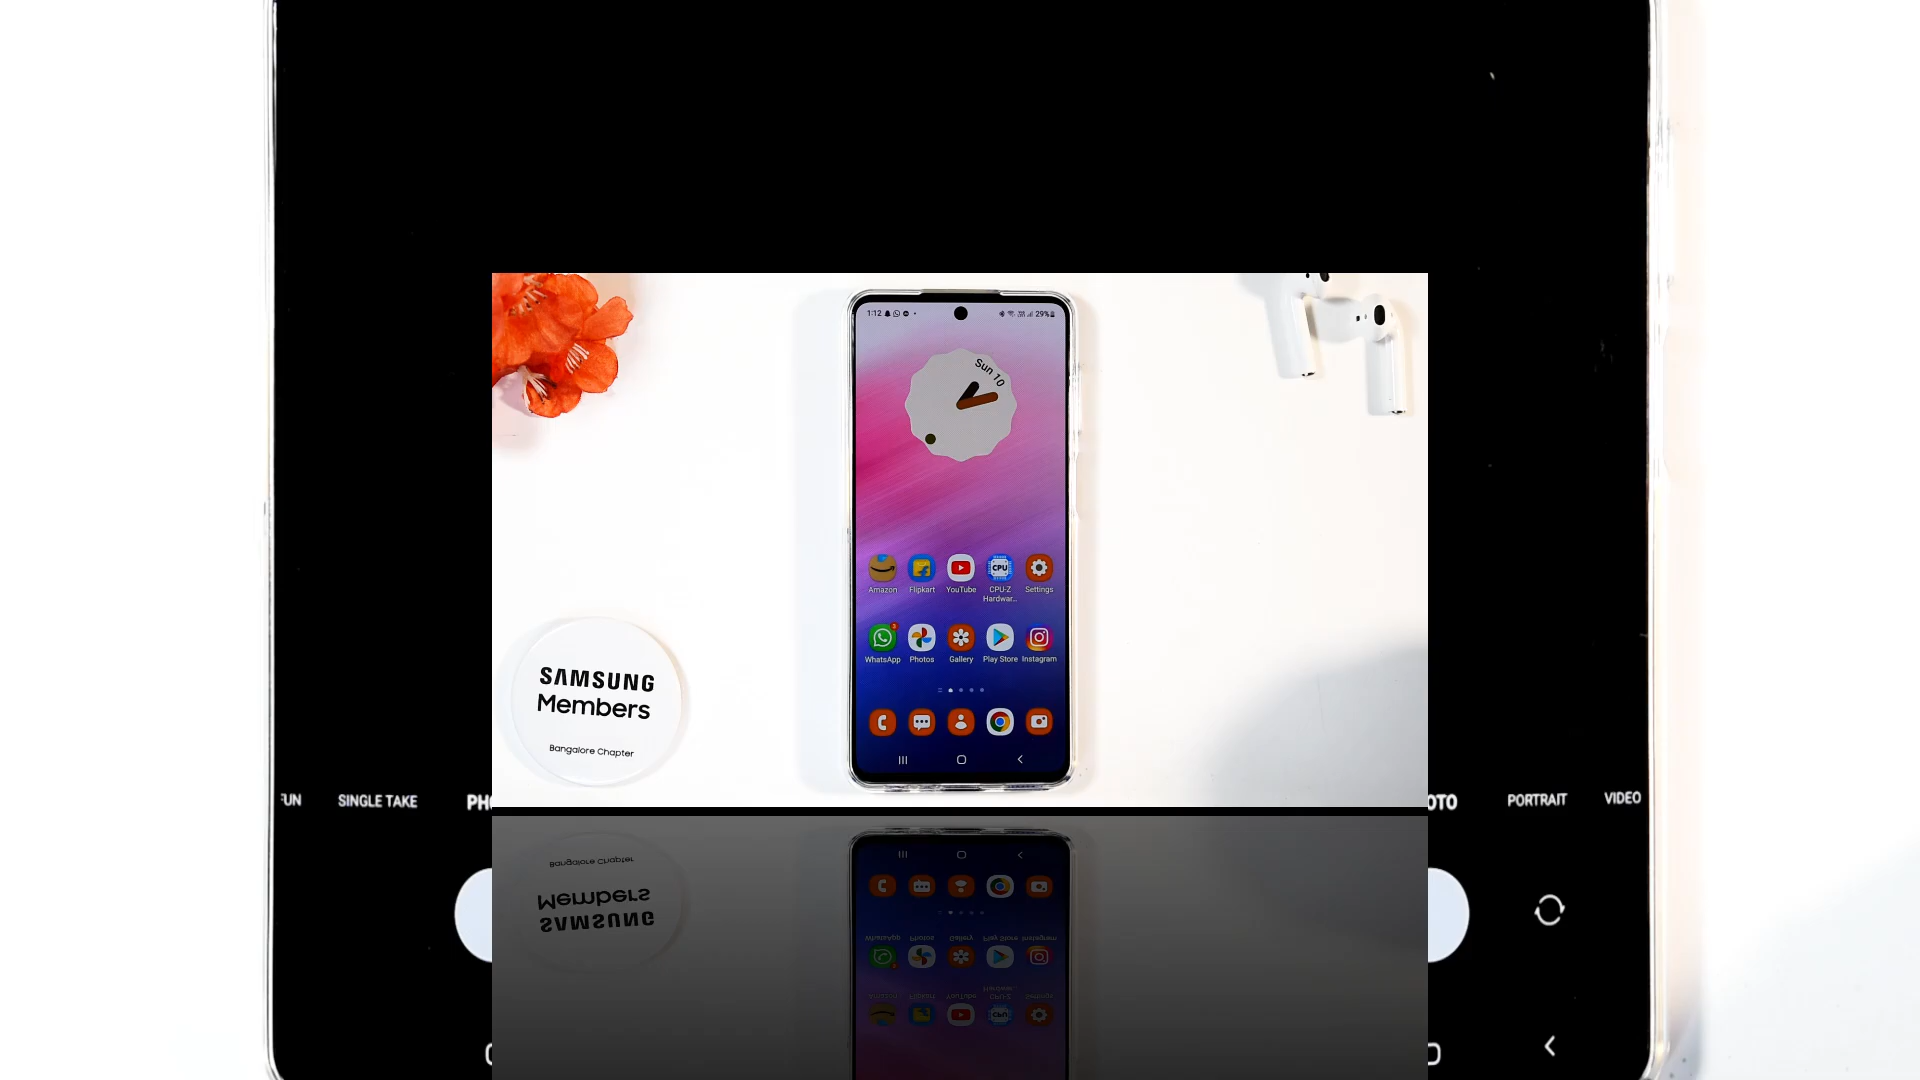 1:12
29%
Sun 10
Amazon Flipkart YouTube CPU-Z Hardwar... Settings
WhatsApp Photos Gallery Play Store Instagram
SAMSUNG
Members
Bangalore Chapter
SINGLE TAKE
PORTRAIT VIDEO